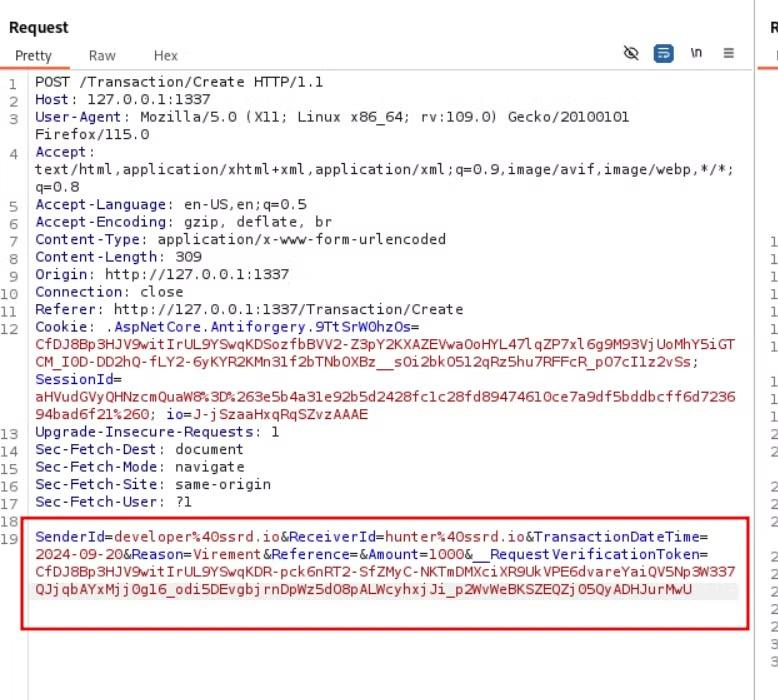 Request
R
Pretty Raw Hex \n
1 POST /Transaction/Create HTTP/1.1
2 Host: 127.0.0.1:1337
3 User-Agent: Mozilla/5.0 (X11; Linux x86_64; rv:109.0) Gecko/20100101
Firefox/115.0
4 Accept:
text/html,application/xhtml+xml,application/xml;q=0.9,image/avif,image/webp,*/*;
q=0.8
5 Accept-Language: en-US,en;q=0.5
6 Accept-Encoding: gzip, deflate, br
7 Content-Type: application/x-www-form-urlencoded
8 Content-Length: 309
9 Origin: http://127.0.0.1:1337
10 Connection: close
11 Referer: http://127.0.0.1:1337/Transaction/Create
12 Cookie: .AspNetCore.Antiforgery.9TtSrW0hzOs=
CfDJ8Bp3HJV9witIrUL9YSwqKDSozfbBVV2-Z3pY2KXAZEVwaOoHYL47lqZP7xl6g9M93VjUoMhY5iGT
CM_I0D-DD2hQ-fLY2-6yKYR2KMn31f2bTNbOXBz__sOi2bk0512qRz5hu7RFFcR_p07cI1z2vSs;
SessionId=
aHVudGVyQHNzcmQuaW8%3D%263e5b4a31e92b5d2428fc1c28fd89474610ce7a9df5bddbcff6d7236
94bad6f21%260; io=J-jSzaaHxqRqSZvzAAAE
13 Upgrade-Insecure-Requests: 1
14 Sec-Fetch-Dest: document
15 Sec-Fetch-Mode: navigate
16 Sec-Fetch-Site: same-origin
17 Sec-Fetch-User: ?1
18
19 SenderId=developer%40ssrd.io&ReceiverId=hunter%40ssrd.io&TransactionDateTime=
2024-09-20&Reason=Virement&Reference=&Amount=1000&__RequestVerificationToken=
CfDJ8Bp3HJV9witIrUL9YSwqKDR-pck6nRT2-SfZMyC-NKTmDMXciXR9UkVPE6dvareYaiQV5Np3W337
QJjqbAYxMjj0g16_odi5DEvgbjrnDpWz5d08pALWcyhxjJi_p2WvWeBKSZEQZj05QyADHJurMwU